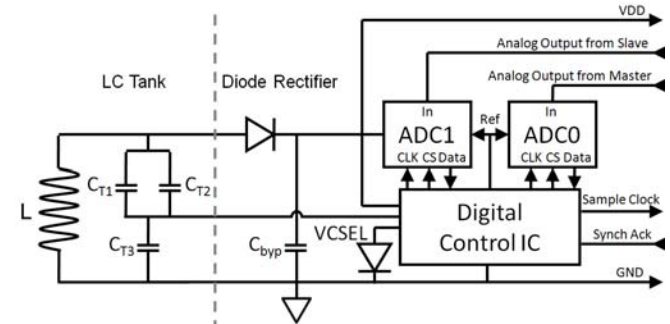 VDD
Analog Output from Slave
LC Tank
Diode Rectifier
Analog Output from Master
In
In
ADC1
Ref
ADC0
CLK CS Data
CLK CS Data
L
CT1
CT2
Digital
Control IC
Sample Clock
VCSEL
CT3
Cbyp
Synch Ack
GND